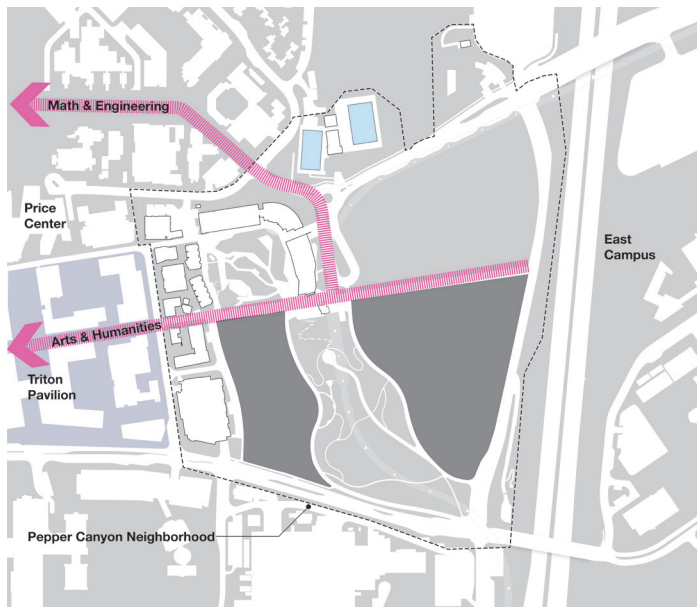 Math & Engineering
Price
Center
East
Campus
Arts & Humanities
Triton
Pavilion
Pepper Canyon Neighborhood